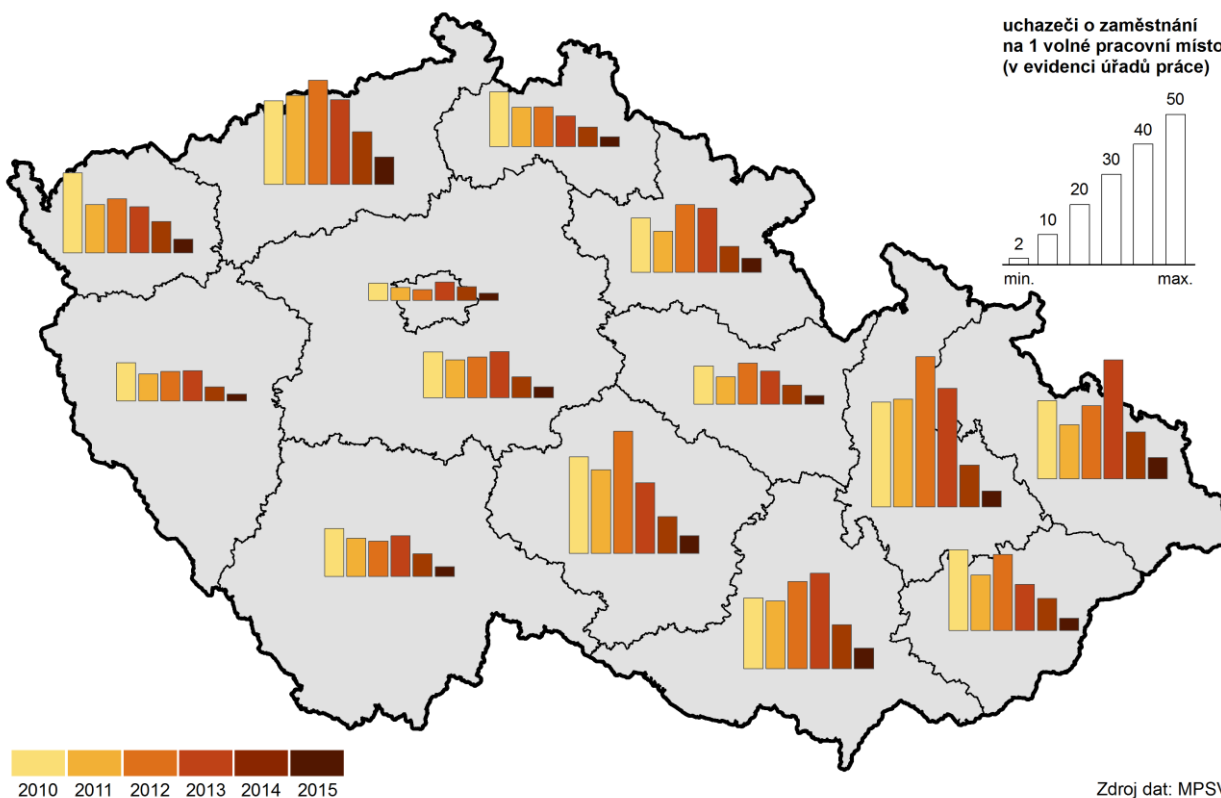 uchazeči o zaměstnání
na 1 volné pracovní místo
(v evidenci úřadů práce)
50
40
30
20
10
2
min.
max.
2010 2011 2012 2013 2014 2015
Zdroj dat: MPSV